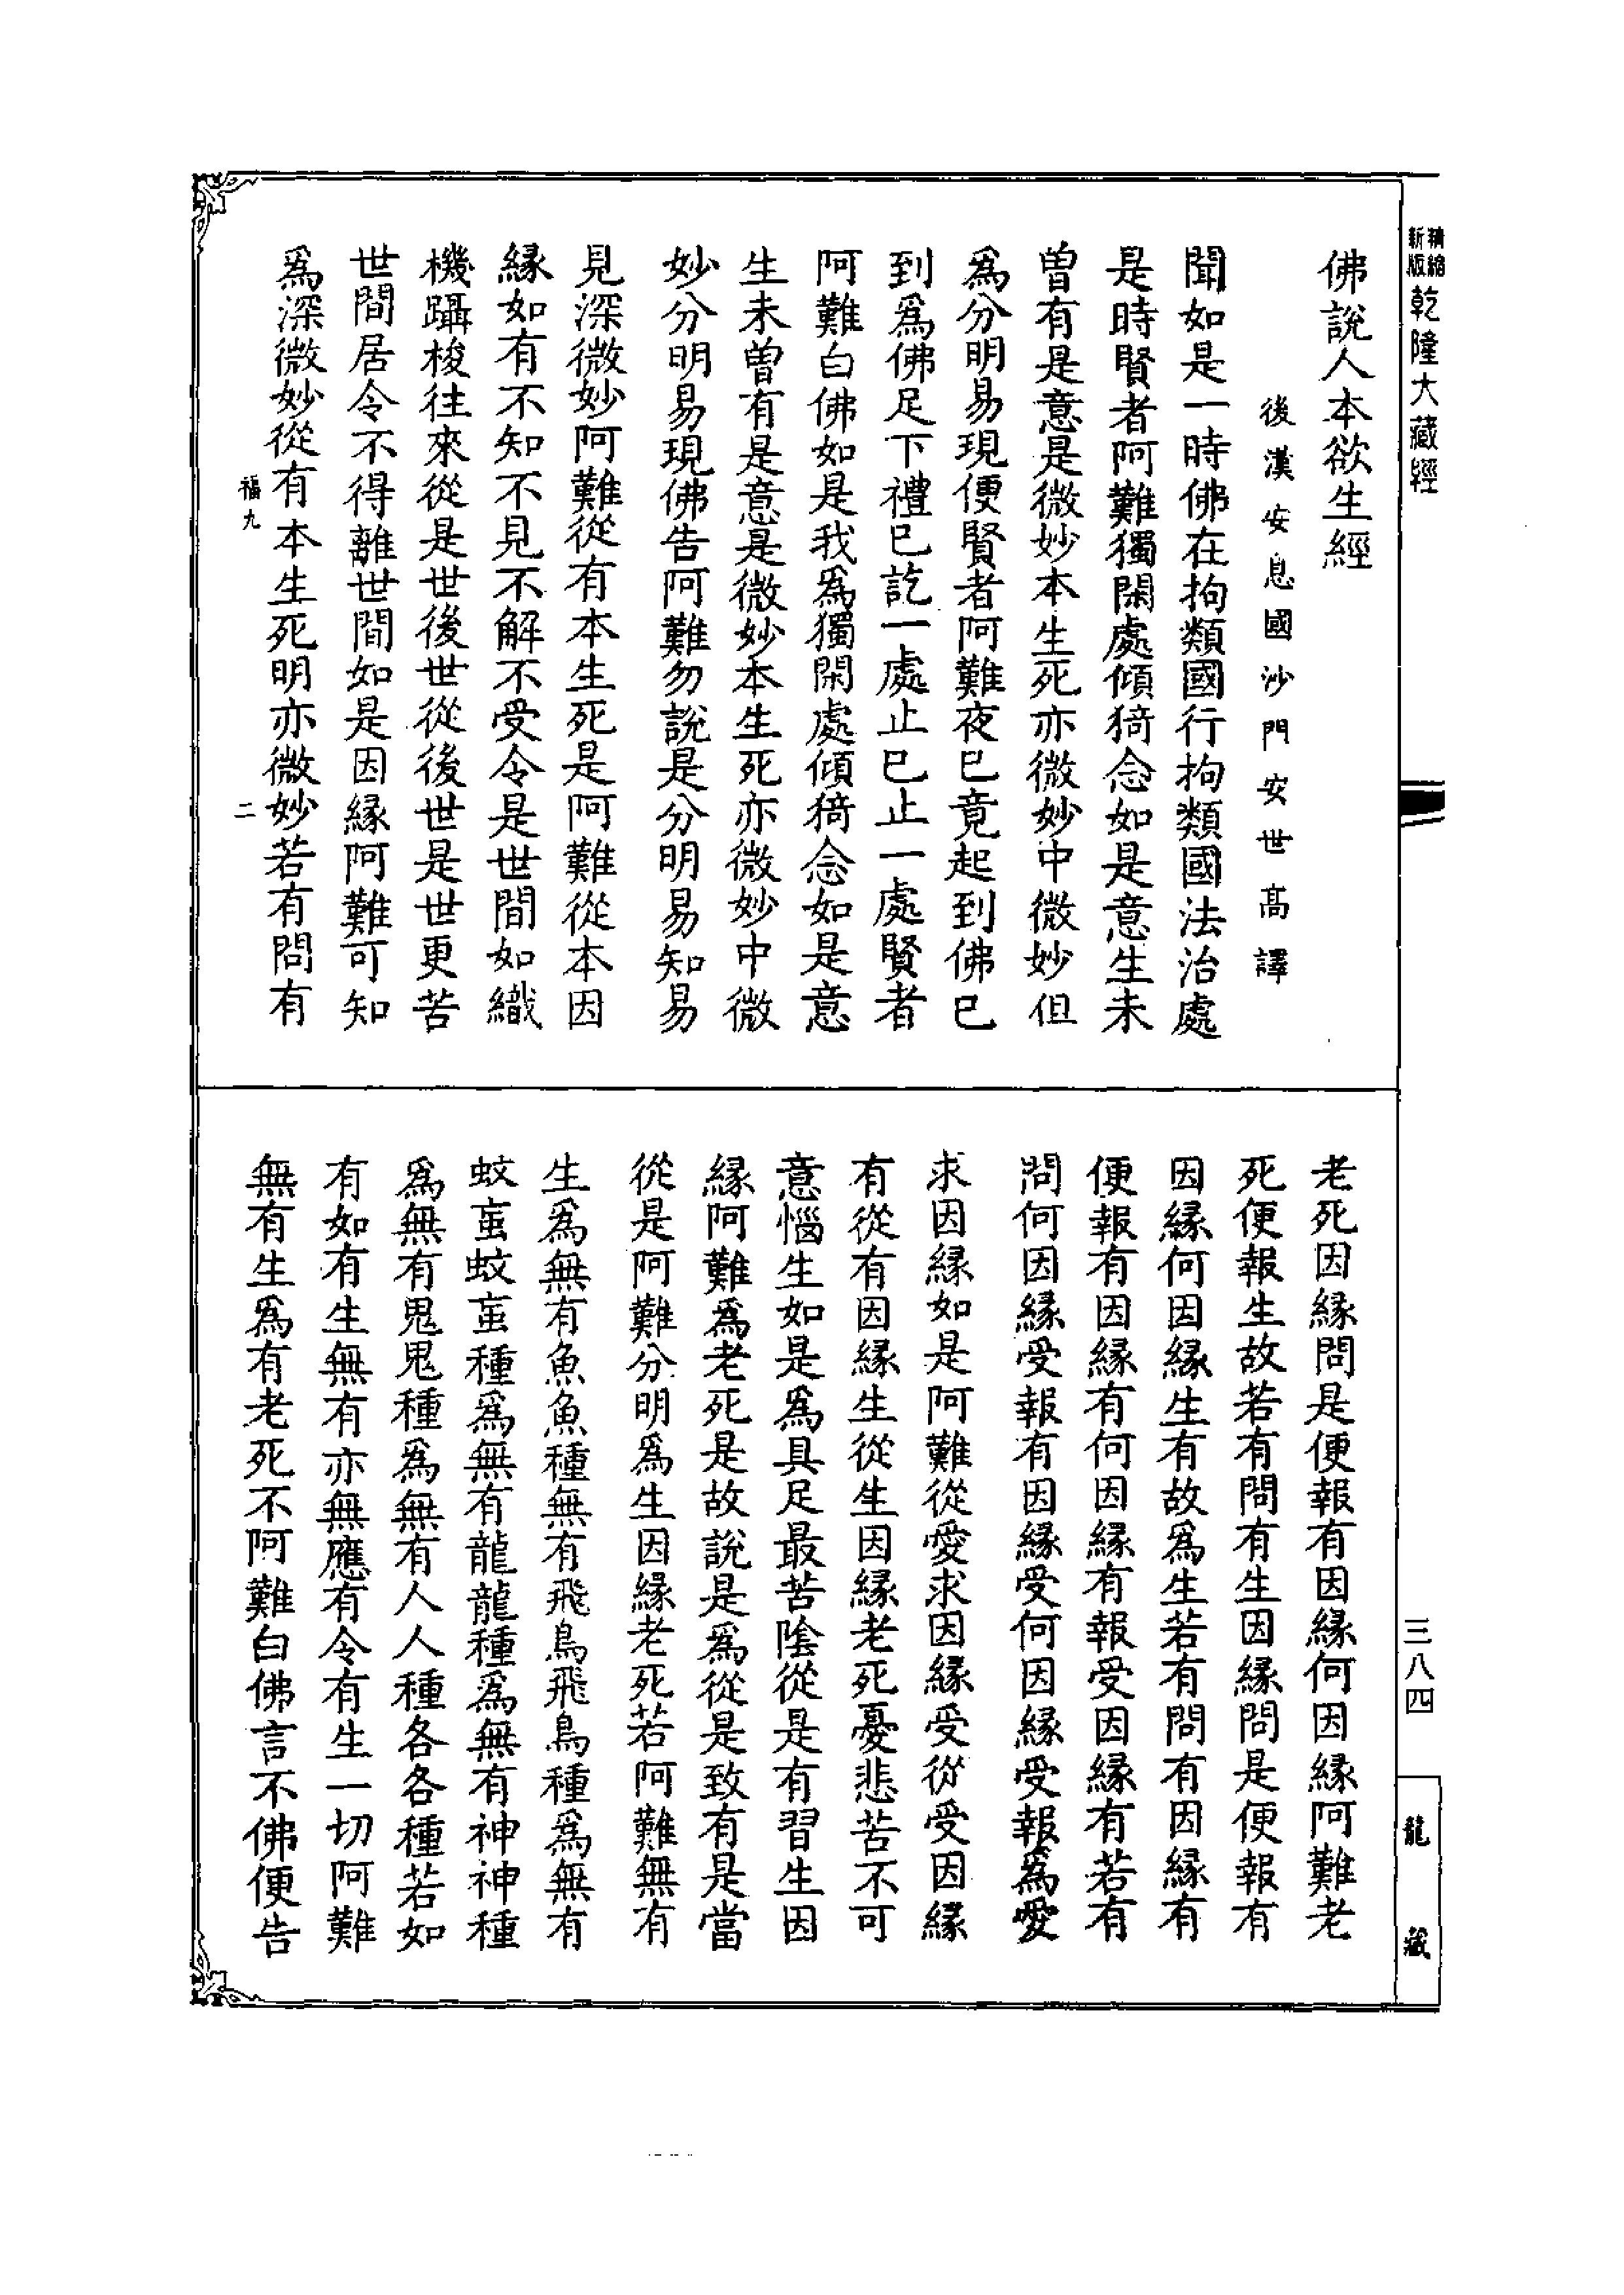 精縮新版乾隆大藏經
佛說人本欲生經
後漢安息國沙門安世高譯
聞如是一時佛在拘類國行拘類國法治處
是時賢者阿難獨閑處傾猗念如是意生未
曾有是意是微妙本生死亦微妙中微妙但
爲分明易現便賢者阿難夜已竟起到佛已
到爲佛足下禮已訖一處止已止一處賢者
阿難白佛如是我爲獨閑處傾猗念如是意
生未曾有是意是微妙本生死亦微妙中微
妙分明易現佛告阿難勿說是分明易知易
見深微妙阿難從有本生死是阿難從本因
緣如有不知不見不解不受令是世間如織
機躡梭往來從是世後世從後世是世更苦
世間居令不得離世間如是因緣阿難可知
爲深微妙從有本生死明亦微妙若有問有
福九
二
老死因緣問是便報有因緣何因緣阿難老
死便報生故若有問有生因緣問是便報有
因緣何因緣生有故爲生若有問有因緣有
便報有因緣有何因緣有報受因緣有若有
問何因緣受報有因緣受何因緣受報爲愛
求因緣如是阿難從愛求因緣受從受因緣
有從有因緣生從生因緣老死憂悲苦不可
意惱生如是爲具足最苦陰從是有習生因
緣阿難爲老死是故說是爲從是致有是當
從是阿難分明爲生因緣老死若阿難無有
生爲無有魚魚種無有飛鳥飛鳥種爲無有
蚊蝱蚊蝱種爲無有龍龍種爲無有神神種
爲無有鬼鬼種爲無有人人種各各種若如
有如有生無有亦無應有令有生一切阿難
無有生爲有老死不阿難白佛言不佛便告
三八四
龍藏